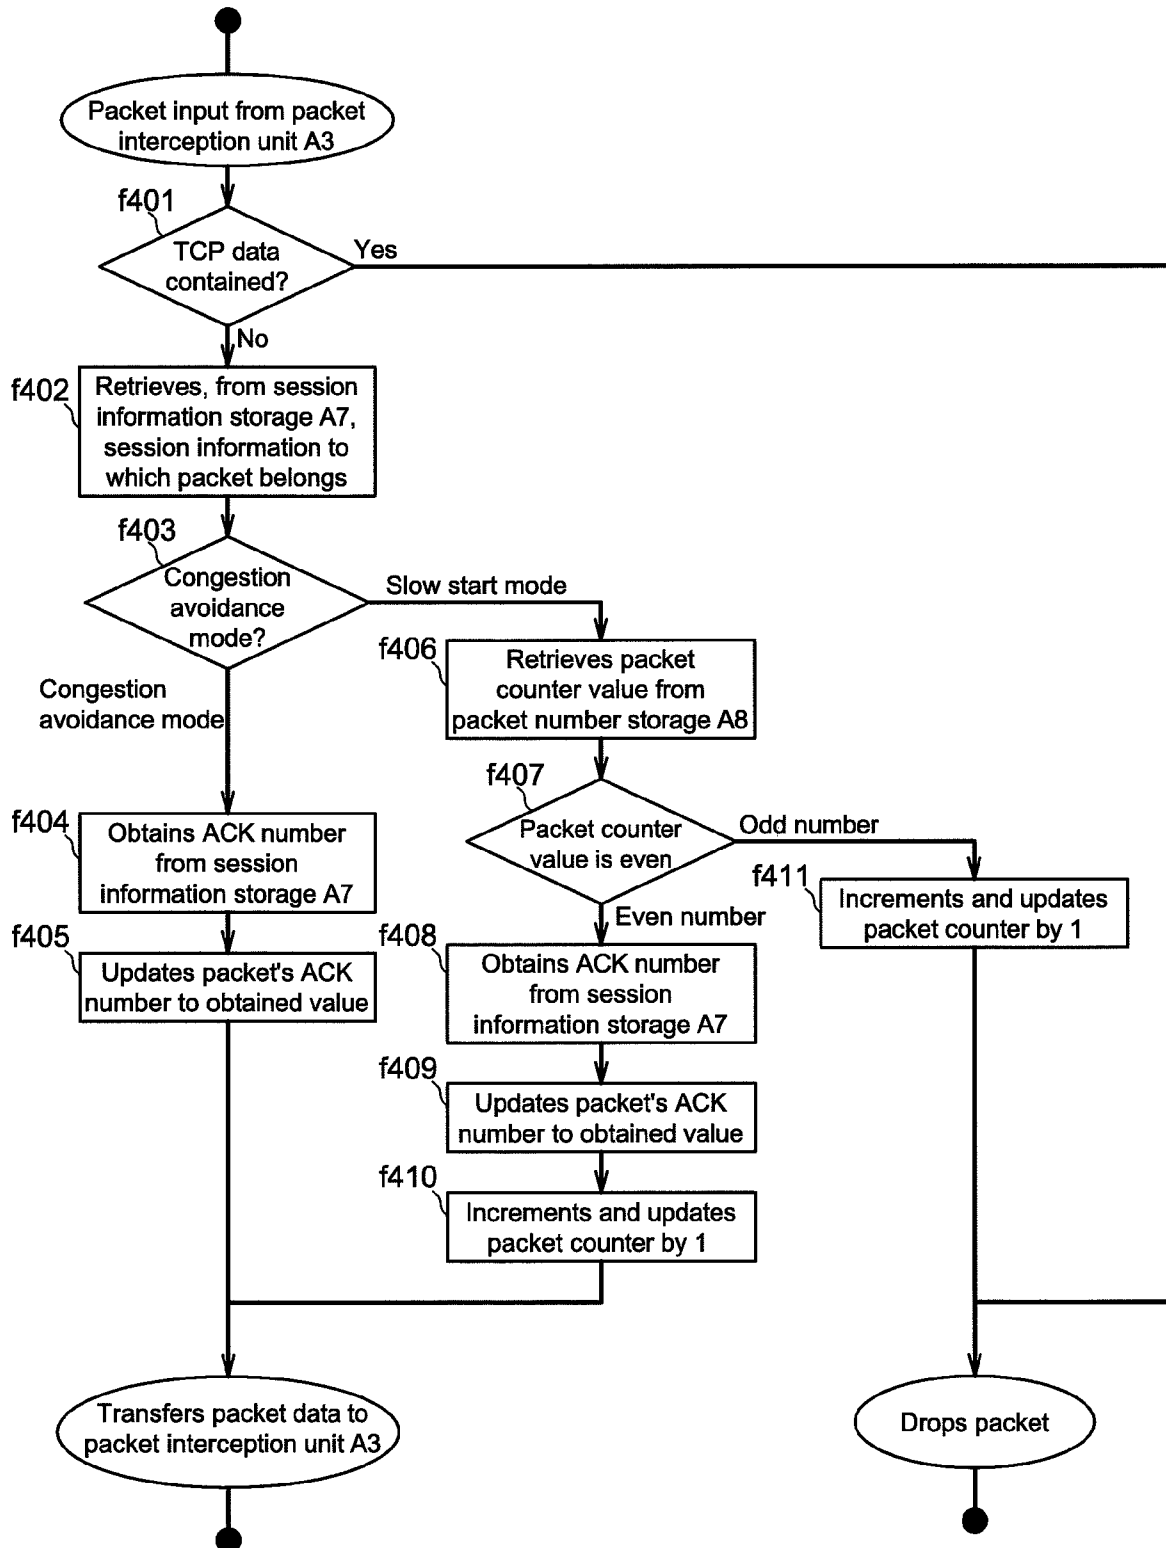 Packet input from packet
interception unit A3
f401
TCP data
contained?
Yes
No
f402
Retrieves, from session
information storage A7,
session information to
which packet belongs
f403
Congestion
avoidance
mode?
Slow start mode
Congestion
avoidance mode
f406
Retrieves packet
counter value from
packet number storage A8
f407
Packet counter
value is even
Odd number
Even number
f404
Obtains ACK number
from session
information storage A7
f405
Updates packet's ACK
number to obtained value
f408
Obtains ACK number
from session
information storage A7
f409
Updates packet's ACK
number to obtained value
f410
Increments and updates
packet counter by 1
f411
Increments and updates
packet counter by 1
Transfers packet data to
packet interception unit A3
Drops packet